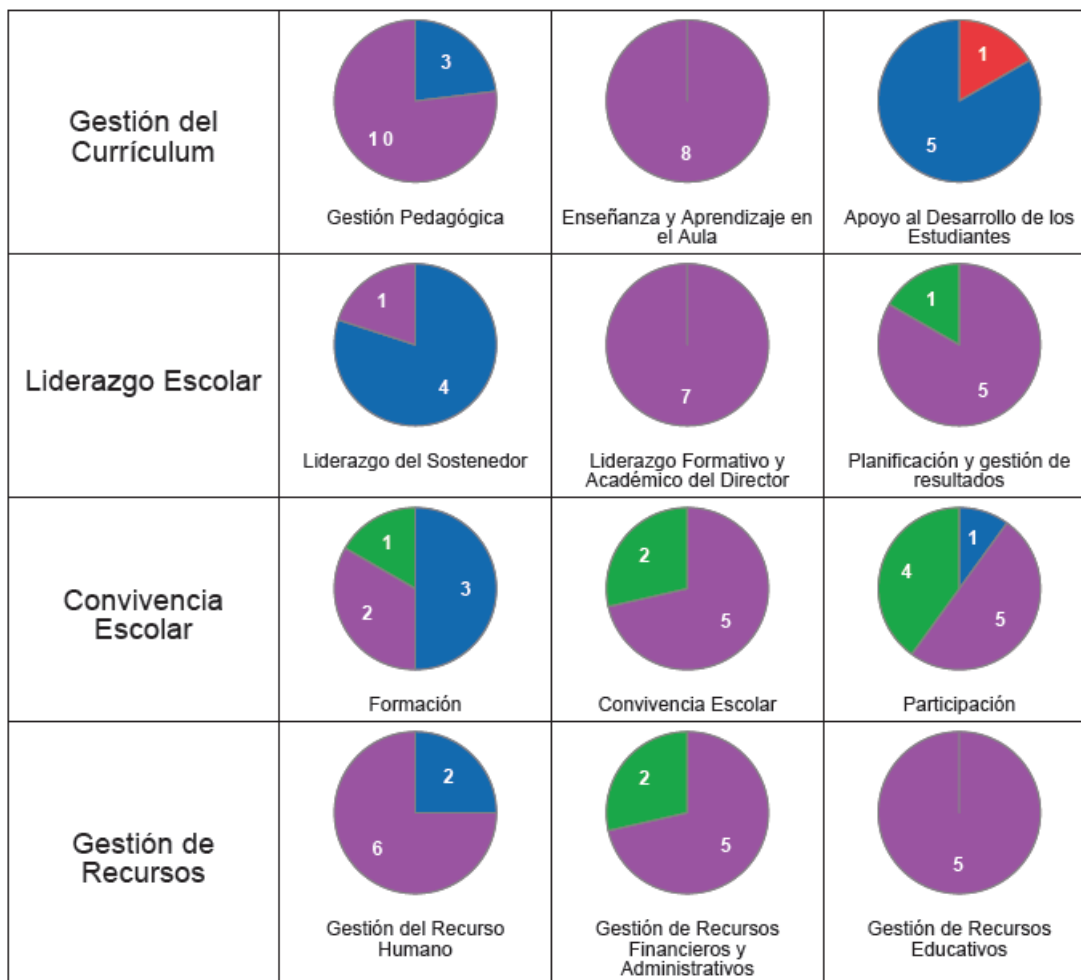 Gestión del
Currículum
3
10
Gestión Pedagógica
8
Enseñanza y Aprendizaje en
el Aula
1
5
Apoyo al Desarrollo de los
Estudiantes
Liderazgo Escolar
1
4
Liderazgo del Sostenedor
7
Liderazgo Formativo y
Académico del Director
1
5
Planificación y gestión de
resultados
Convivencia
Escolar
1
2
3
Formación
2
5
Convivencia Escolar
1
4
5
Participación
Gestión de
Recursos
2
6
Gestión del Recurso
Humano
2
5
Gestión de Recursos
Financieros y
Administrativos
5
Gestión de Recursos
Educativos